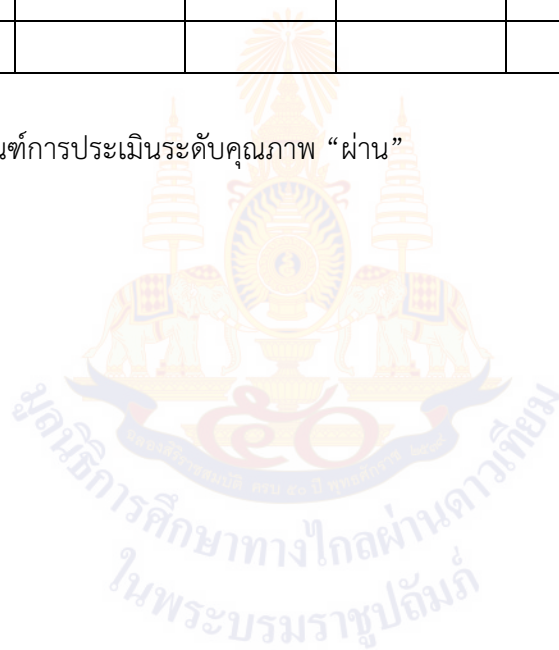 ณฑ์การประเมินระดับคุณภาพ “ผ่าน”
๕๐
มูลนิธิการศึกษาทางไกลผ่านดาวเทียม
ในพระบรมราชูปถัมภ์